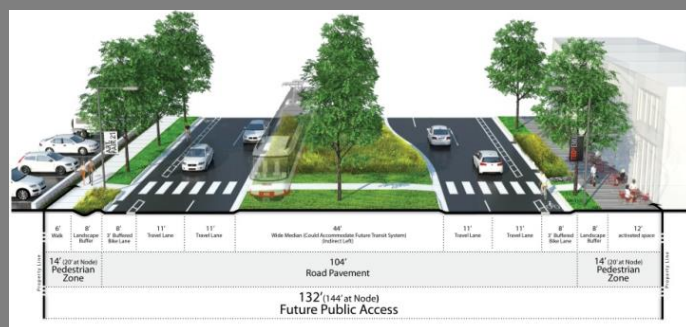 6'
Walk
8'
Landscape
Buffer
8'
3' Buffered
Bike Lane
11'
Travel Lane
11'
Travel Lane
44'
Wide Median (Could Accommodate Future Transit System)
(Indirect Left)
11'
Travel Lane
11'
Travel Lane
8'
3' Buffered
Bike Lane
8'
Landscape
Buffer
12'
activated space
Property Line
14' (20' at Node)
Pedestrian
Zone
104'
Road Pavement
14' (20' at Node)
Pedestrian
Zone
Property Line
132' (144' at Node)
Future Public Access